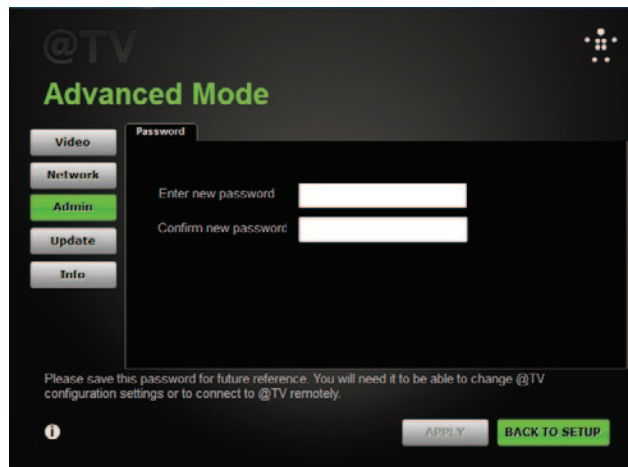 @TV
Advanced Mode
Video
Password
Network
Enter new password
Admin
Confirm new password
Update
Info
Please save this password for future reference. You will need it to be able to change @TV
configuration settings or to connect to @TV remotely.
i
APPLY
BACK TO SETUP